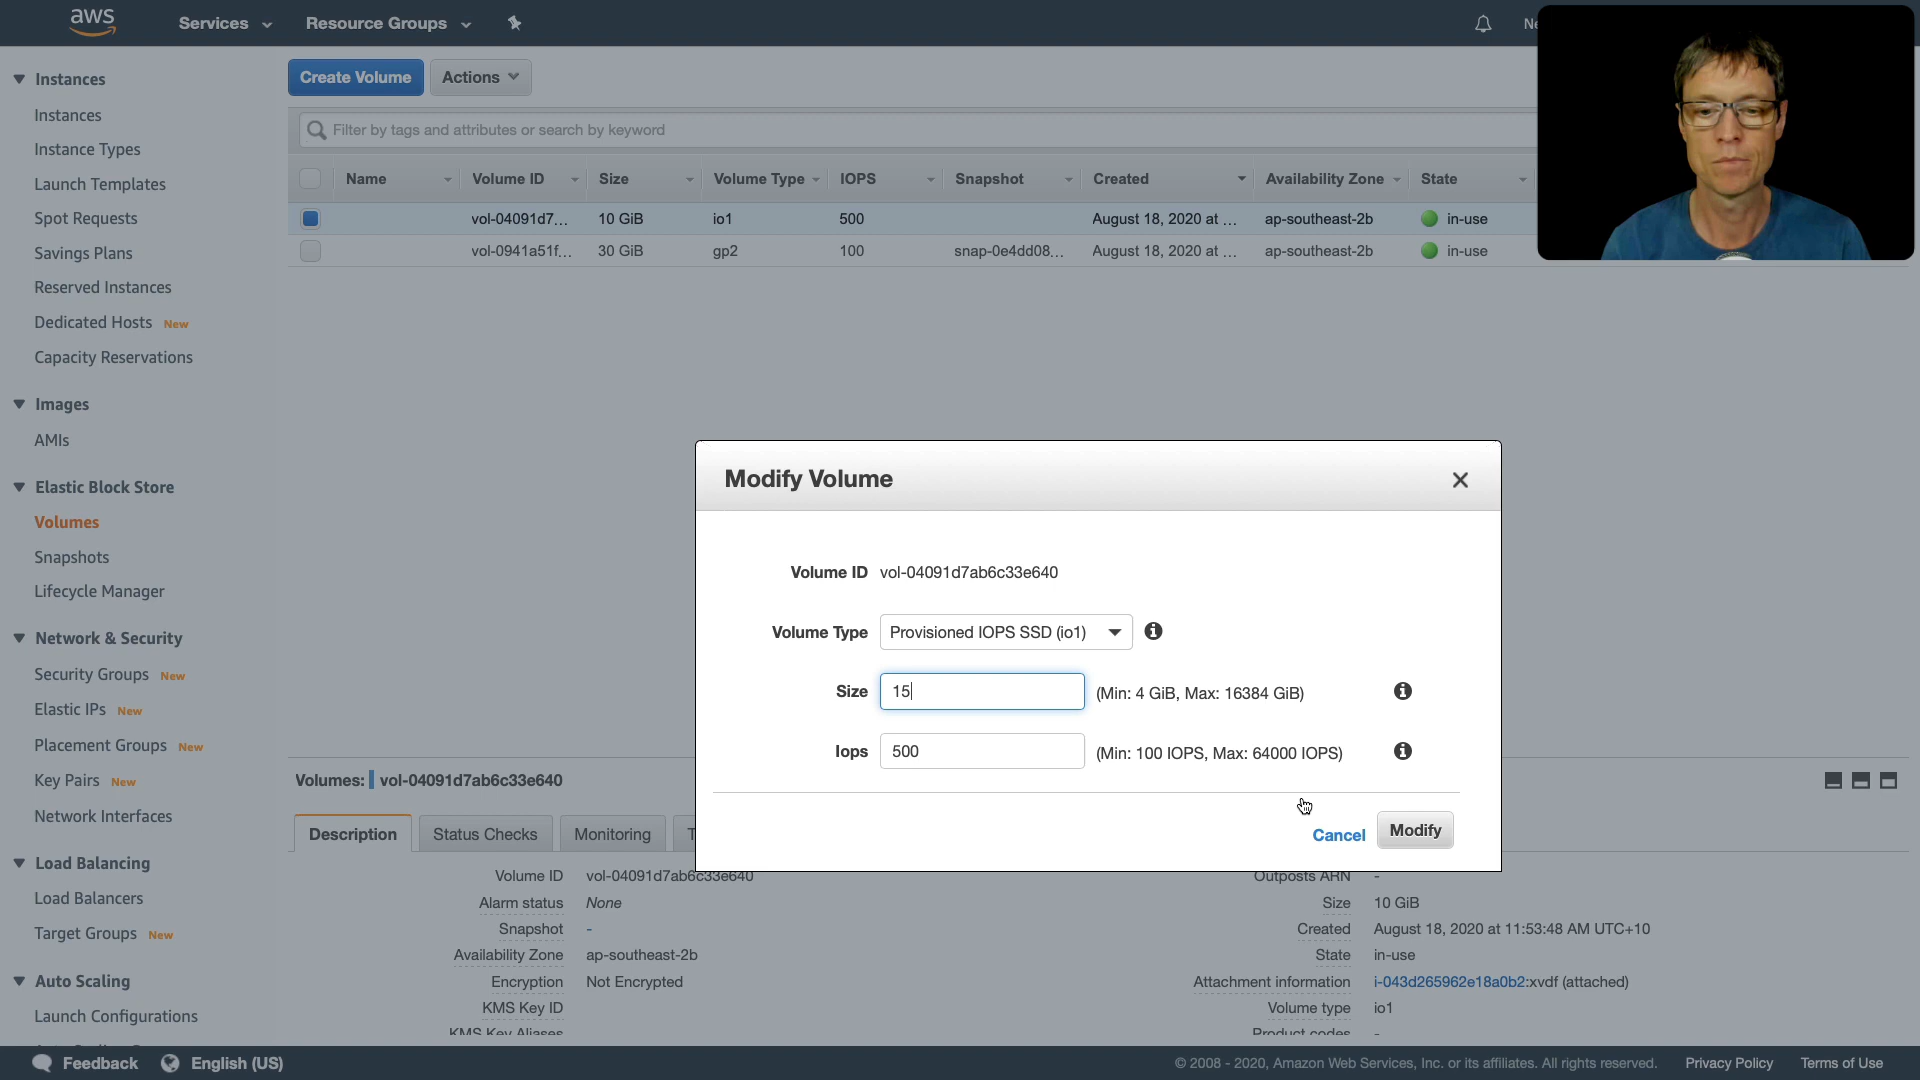 aws Services Resource Groups
Instances
Instances
Instance Types
Launch Templates
Spot Requests
Savings Plans
Reserved Instances
Dedicated Hosts New
Capacity Reservations
Images
AMIs
Elastic Block Store
Volumes
Snapshots
Lifecycle Manager
Network & Security
Security Groups New
Elastic IPs New
Placement Groups New
Key Pairs New
Network Interfaces
Load Balancing
Load Balancers
Target Groups New
Auto Scaling
Launch Configurations
Create Volume Actions
Filter by tags and attributes or search by keyword
Name Volume ID Size Volume Type IOPS Snapshot Created Availability Zone State
vol-04091d7... 10 GiB io1 500 August 18, 2020 at ... ap-southeast-2b in-use
vol-0941a51f... 30 GiB gp2 100 snap-0e4dd08... August 18, 2020 at ... ap-southeast-2b in-use
Modify Volume
Volume ID vol-04091d7ab6c33e640
Volume Type Provisioned IOPS SSD (io1)
Size 15 (Min: 4 GiB, Max: 16384 GiB)
Iops 500 (Min: 100 IOPS, Max: 64000 IOPS)
Cancel Modify
Volumes: vol-04091d7ab6c33e640
Description Status Checks Monitoring T
Volume ID vol-04091d7ab6c33e640 Outposts ARN -
Alarm status None Size 10 GiB
Snapshot - Created August 18, 2020 at 11:53:48 AM UTC+10
Availability Zone ap-southeast-2b State in-use
Encryption Not Encrypted Attachment information i-043d265962e18a0b2:xvdf (attached)
KMS Key ID Volume type io1
KMS Key Aliases Product codes -
Feedback English (US) © 2008 - 2020, Amazon Web Services, Inc. or its affiliates. All rights reserved. Privacy Policy Terms of Use